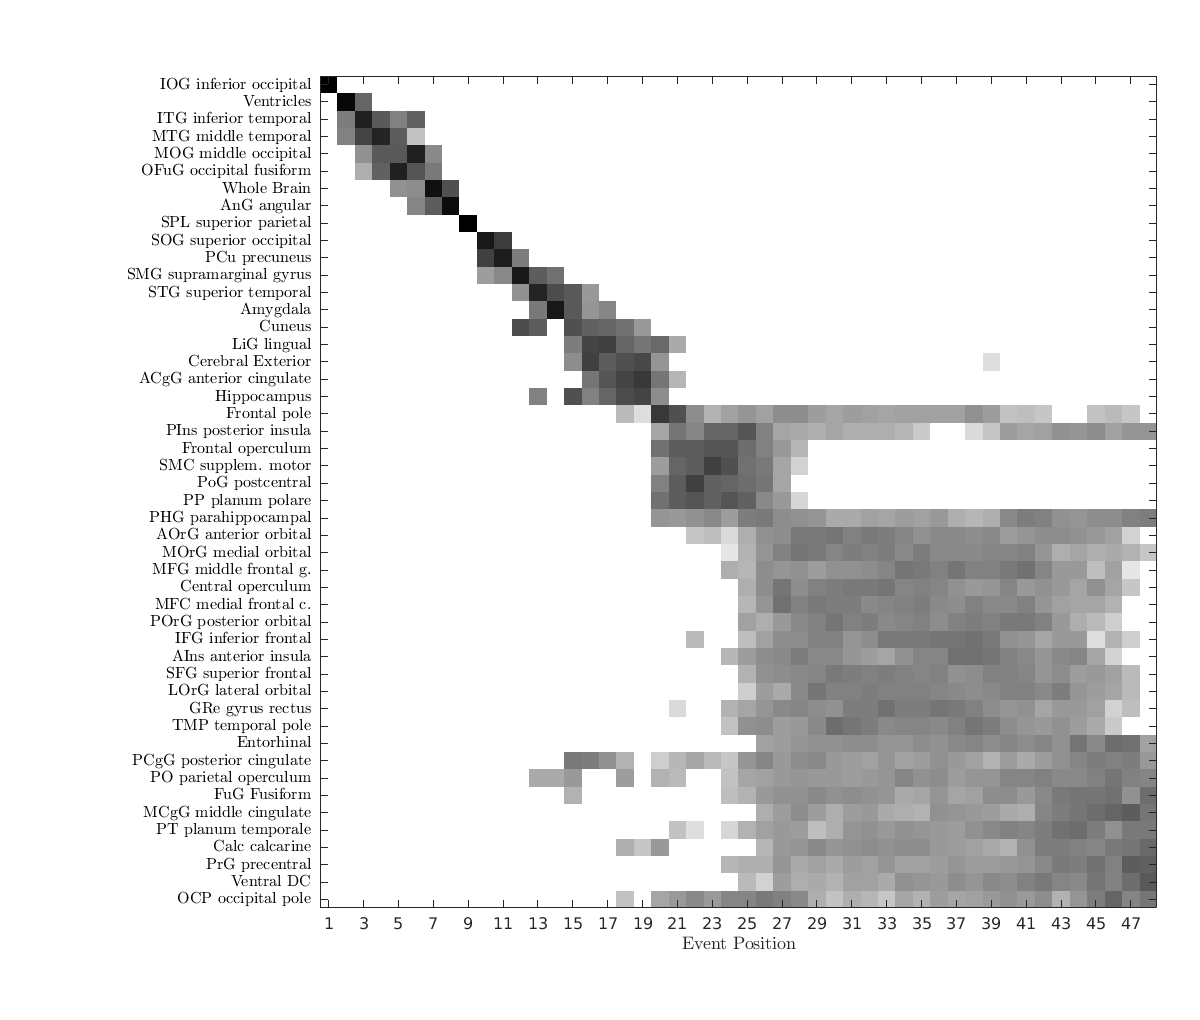 IOG inferior occipital
Ventricles
ITG inferior temporal
MTG middle temporal
MOG middle occipital
OFuG occipital fusiform
Whole Brain
AnG angular
SPL superior parietal
SOG superior occipital
PCu precuneus
SMG supramarginal gyrus
STG superior temporal
Amygdala
Cuneus
LiG lingual
Cerebral Exterior
ACgG anterior cingulate
Hippocampus
Frontal pole
PIns posterior insula
Frontal operculum
SMC supplem. motor
PoG postcentral
PP planum polare
PHG parahippocampal
AOrG anterior orbital
MOrG medial orbital
MFG middle frontal g.
Central operculum
MFC medial frontal c.
POrG posterior orbital
IFG inferior frontal
AIns anterior insula
SFG superior frontal
LOrG lateral orbital
GRe gyrus rectus
TMP temporal pole
Entorhinal
PCgG posterior cingulate
PO parietal operculum
FuG Fusiform
MCgG middle cingulate
PT planum temporale
Calc calcarine
PrG precentral
Ventral DC
OCP occipital pole
1 3 5 7 9 11 13 15 17 19 21 23 25 27 29 31 33 35 37 39 41 43 45 47
Event Position